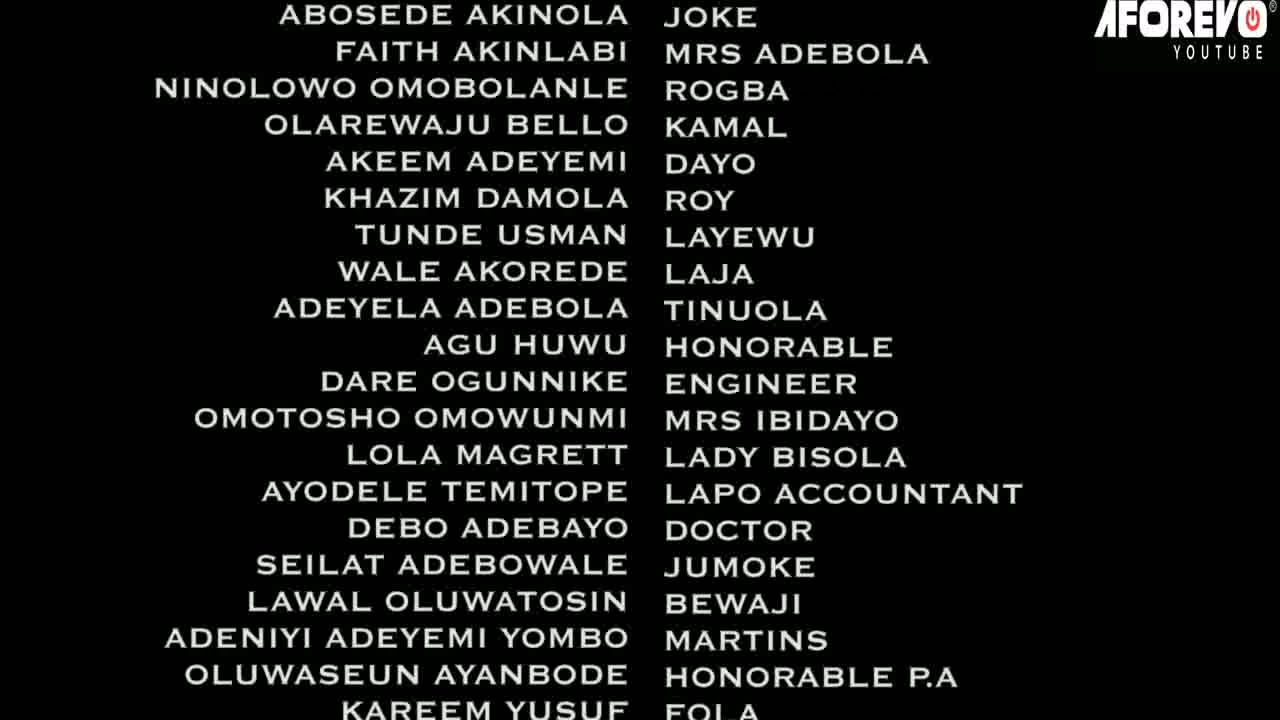 AFOREVO
YOUTUBE
ABOSEDE AKINOLA JOKE
FAITH AKINLABI MRS ADEBOLA
NINOLOWO OMOBOLANLE ROGBA
OLAREWAJU BELLO KAMAL
AKEEM ADEYEMI DAYO
KHAZIM DAMOLA ROY
TUNDE USMAN LAYEWU
WALE AKOREDE LAJA
ADEYELA ADEBOLA TINUOLA
AGU HUWU HONORABLE
DARE OGUNNIKE ENGINEER
OMOTOSHO OMOWUNMI MRS IBIDAYO
LOLA MAGRETT LADY BISOLA
AYODELE TEMITOPE LAPO ACCOUNTANT
DEBO ADEBAYO DOCTOR
SEILAT ADEBOWALE JUMOKE
LAWAL OLUWATOSIN BEWAJI
ADENIYI ADEYEMI YOMBO MARTINS
OLUWASEUN AYANBODE HONORABLE P.A
KAREEM YUSUF FOLA